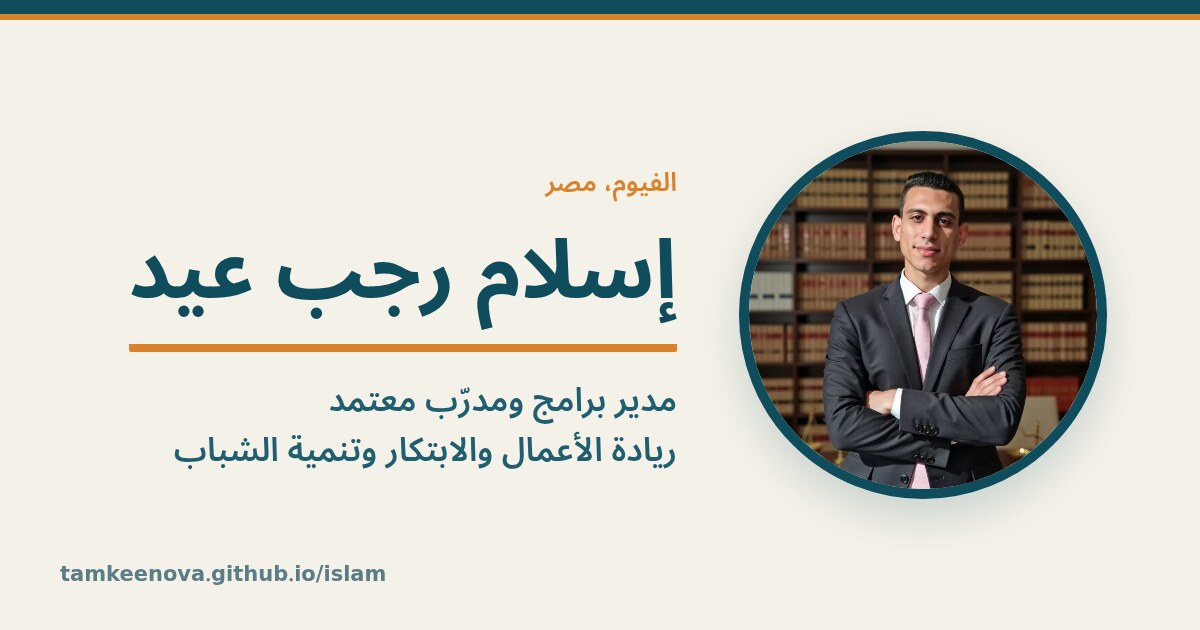 الفيوم، مصر
إسلام رجب عيد
مدير برامج ومدرّب معتمد
ريادة الأعمال والابتكار وتنمية الشباب
tamkeenova.github.io/islam